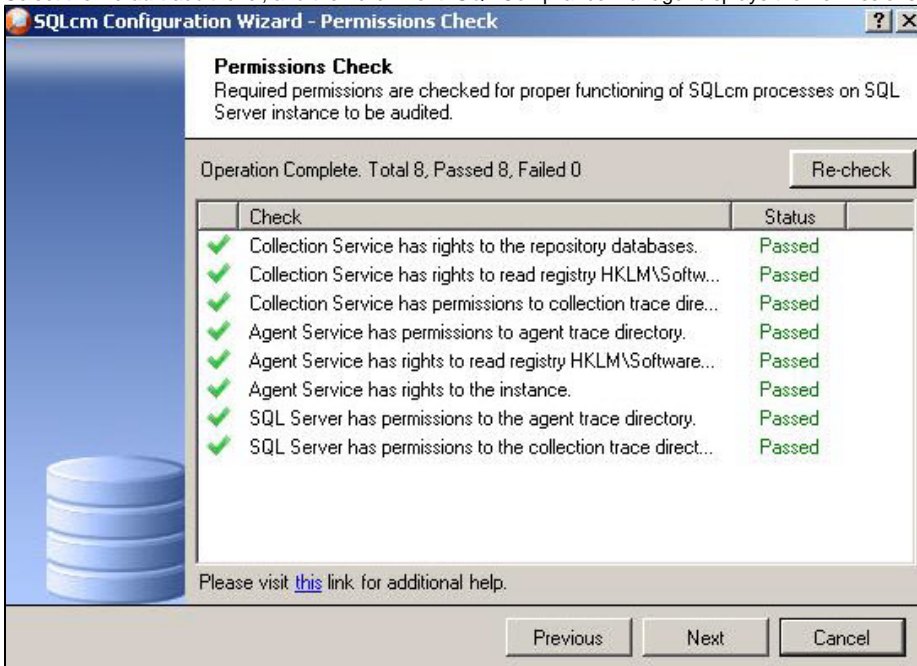 SQLcm Configuration Wizard - Permissions Check
Permissions Check
Required permissions are checked for proper functioning of SQLcm processes on SQL
Server instance to be audited.
Operation Complete. Total 8, Passed 8, Failed 0 Re-check
Check Status
Collection Service has rights to the repository databases. Passed
Collection Service has rights to read registry HKLM\Softw... Passed
Collection Service has permissions to collection trace dire... Passed
Agent Service has permissions to agent trace directory. Passed
Agent Service has rights to read registry HKLM\Software... Passed
Agent Service has rights to the instance. Passed
SQL Server has permissions to the agent trace directory. Passed
SQL Server has permissions to the collection trace direct... Passed
Please visit this link for additional help.
Previous Next Cancel